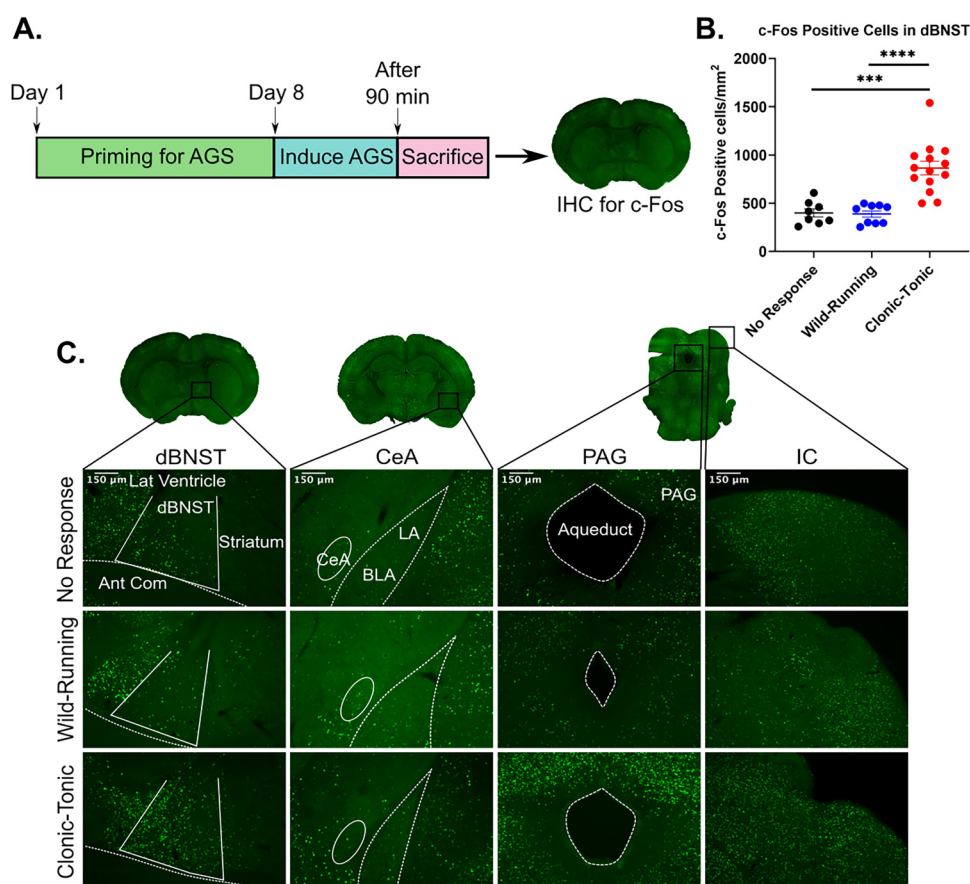 A.
Day 1
Day 8
After
90 min
Priming for AGS
Induce AGS
Sacrifice
IHC for c-Fos
B.
c-Fos Positive Cells in dBNST
c-Fos Positive cells/mm²
2000
1500
1000
500
0
****
***
No Response
Wild-Running
Clonic-Tonic
C.
dBNST
CeA
PAG
IC
No Response
150 µm
Lat Ventricle
dBNST
Striatum
Ant Com
150 µm
CeA
LA
BLA
150 µm
PAG
Aqueduct
150 µm
Wild-Running
Clonic-Tonic